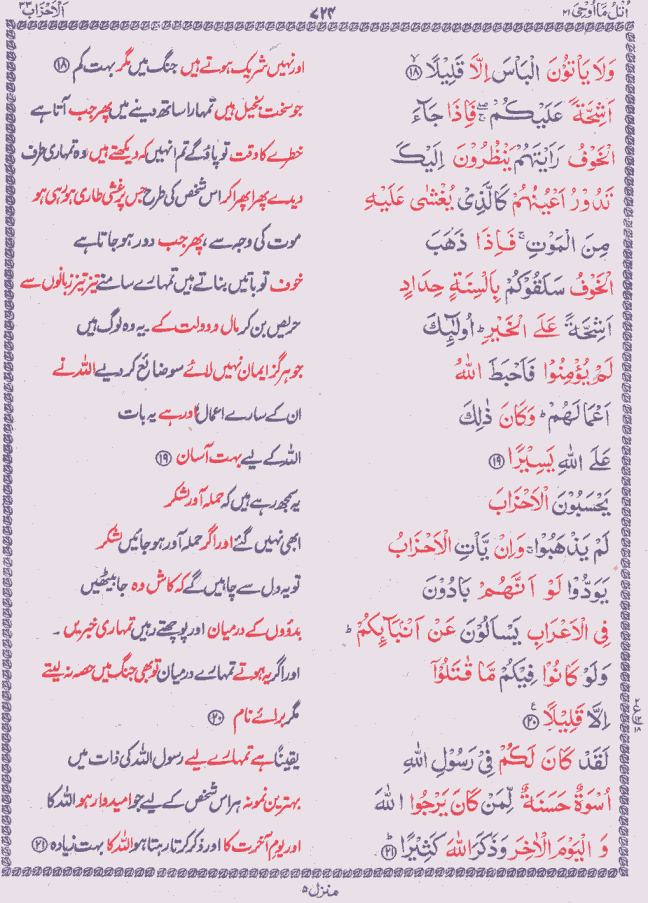 اُتْلُ مَآ اُوْحِیَ ٢١
٧٢٣
اَلْاَحْزَاب ٣٣
وَلَا يَاْتُوْنَ الْبَاْسَ اِلَّا قَلِيْلًا ۙ ﴿١٨﴾
اور نہیں شریک ہوتے ہیں جنگ میں مگر بہت کم ﴿١٨﴾
اَشِحَّةً عَلَيْكُمْ ۖۚ فَاِذَا جَآءَ
جو سخت بخیل ہیں تمہارا ساتھ دینے میں پھر جب آتا ہے
الْخَوْفُ رَاَيْتَهُمْ يَنْظُرُوْنَ اِلَيْكَ
خطرے کا وقت تو پاؤ گے تم انہیں کہ دیکھتے ہیں وہ تمہاری طرف
تَدُوْرُ اَعْيُنُهُمْ كَالَّذِىْ يُغْشٰى عَلَيْهِ
دیدے پھرا پھرا کر اس شخص کی طرح جس پر غشی طاری ہو رہی ہو
مِنَ الْمَوْتِ ۚ فَاِذَا ذَهَبَ
موت کی وجہ سے، پھر جب دور ہو جاتا ہے
الْخَوْفُ سَلَقُوْكُمْ بِاَلْسِنَةٍ حِدَادٍ
خوف تو باتیں بناتے ہیں تمہارے سامنے تیز تیز زبانوں سے
اَشِحَّةً عَلَى الْخَيْرِ ؕ اُولٰٓئِكَ
حریص بن کر مال و دولت کے ۔ یہ وہ لوگ ہیں
لَمْ يُؤْمِنُوْا فَاَحْبَطَ اللّٰهُ
جو ہرگز ایمان نہیں لائے سو ضائع کر دیے اللہ نے
اَعْمَالَهُمْ ؕ وَكَانَ ذٰلِكَ
ان کے سارے اعمال اور ہے یہ بات
عَلَى اللّٰهِ يَسِيْرًا ﴿١٩﴾
اللہ کے لیے بہت آسان ﴿١٩﴾
يَحْسَبُوْنَ الْاَحْزَابَ
یہ سمجھ رہے ہیں کہ حملہ آور لشکر
لَمْ يَذْهَبُوْا ۚ وَاِنْ يَّاْتِ الْاَحْزَابُ
ابھی نہیں گئے اور اگر حملہ آور ہو جائیں لشکر
يَوَدُّوْا لَوْ اَنَّهُمْ بَادُوْنَ
تو یہ دل سے چاہیں گے کہ کاش وہ جا بیٹھیں
فِى الْاَعْرَابِ يَسْاَلُوْنَ عَنْ اَنْۢبَآئِكُمْ ؕ
بدؤوں کے درمیان اور پوچھتے رہیں تمہاری خبریں ۔
وَلَوْ كَانُوْا فِيْكُمْ مَّا قٰتَلُوْۤا
اور اگر یہ ہوتے تمہارے درمیان تو بھی جنگ میں حصہ نہ لیتے
اِلَّا قَلِيْلًا ﴿٢٠﴾
مگر برائے نام ﴿٢٠﴾
لَقَدْ كَانَ لَكُمْ فِىْ رَسُوْلِ اللّٰهِ
یقیناً ہے تمہارے لیے رسول اللہ کی ذات میں
اُسْوَةٌ حَسَنَةٌ لِّمَنْ كَانَ يَرْجُوا اللّٰهَ
بہترین نمونہ ہر اس شخص کے لیے جو امیدوار ہو اللہ کا
وَ الْيَوْمَ الْاٰخِرَ وَذَكَرَ اللّٰهَ كَثِيْرًا ؕ ﴿٢١﴾
اور یوم آخرت کا اور ذکر کرتا رہتا ہو اللہ کا بہت زیادہ ﴿٢١﴾
منزل ٥